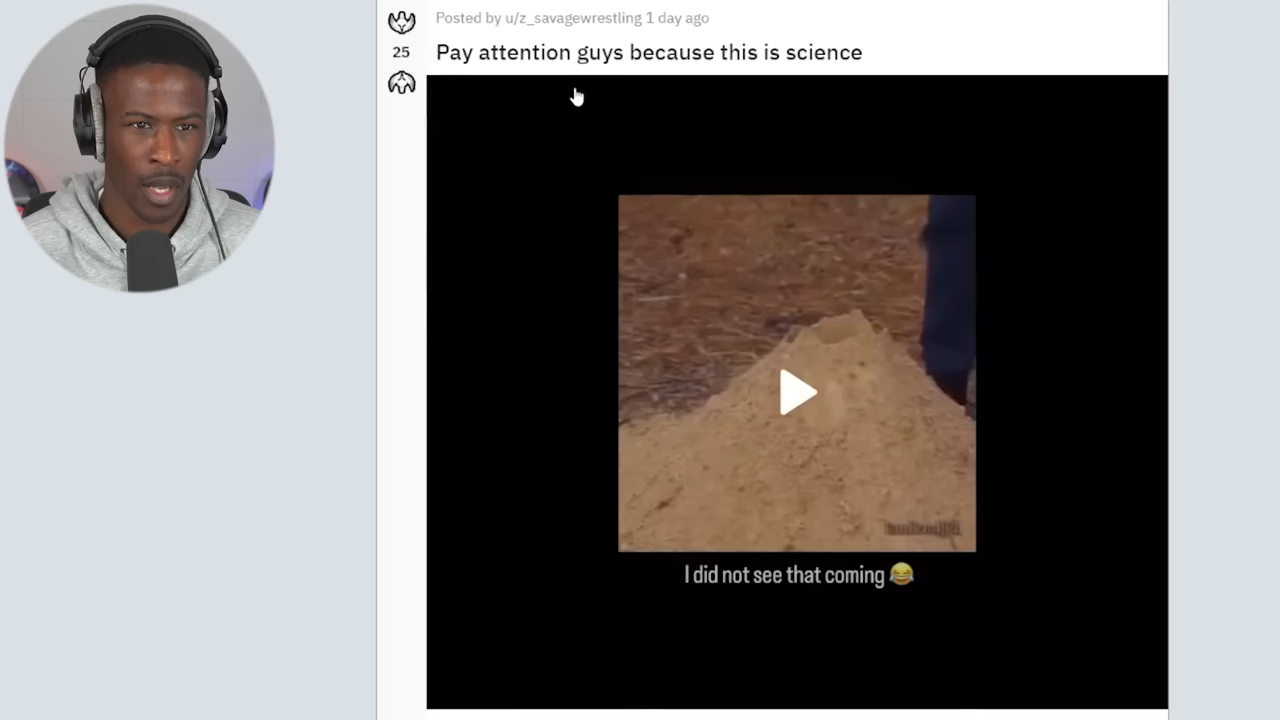 Posted by u/z_savagewrestling 1 day ago
25
Pay attention guys because this is science
I did not see that coming 😂